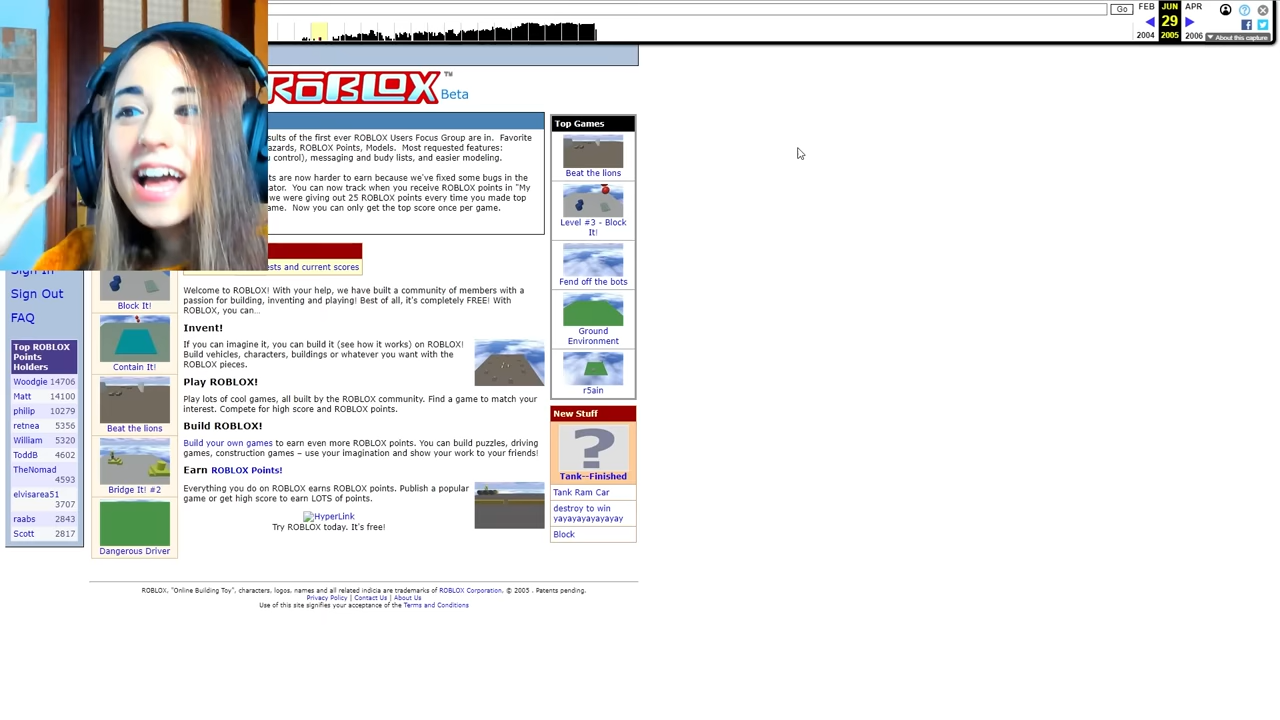 Go
FEB
JUN
APR
29
2004
2005
2006
About this capture
ROBLOX™
Beta
sults of the first ever ROBLOX Users Focus Group are in. Favorite
azards, ROBLOX Points, Models. Most requested features:
u control), messaging and budy lists, and easier modeling.
ts are now harder to earn because we've fixed some bugs in the
ator. You can now track when you receive ROBLOX points in "My
we were giving out 25 ROBLOX points every time you made top
ame. Now you can only get the top score once per game.
ests and current scores
Sign In
Sign Out
FAQ
Top ROBLOX
Points
Holders
Woodgie 14706
Matt 14100
philip 10279
retnea 5356
William 5320
ToddB 4602
TheNomad
4593
elvisarea51
3707
raabs 2843
Scott 2817
Block It!
Contain It!
Beat the lions
Bridge It! #2
Dangerous Driver
Welcome to ROBLOX! With your help, we have built a community of members with a
passion for building, inventing and playing! Best of all, it's completely FREE! With
ROBLOX, you can...
Invent!
If you can imagine it, you can build it (see how it works) on ROBLOX!
Build vehicles, characters, buildings or whatever you want with the
ROBLOX pieces.
Play ROBLOX!
Play lots of cool games, all built by the ROBLOX community. Find a game to match your
interest. Compete for high score and ROBLOX points.
Build ROBLOX!
Build your own games to earn even more ROBLOX points. You can build puzzles, driving
games, construction games – use your imagination and show your work to your friends!
Earn ROBLOX Points!
Everything you do on ROBLOX earns ROBLOX points. Publish a popular
game or get high score to earn LOTS of points.
HyperLink
Try ROBLOX today. It's free!
Top Games
Beat the lions
Level #3 - Block
It!
Fend off the bots
Ground
Environment
r5ain
New Stuff
?
Tank--Finished
Tank Ram Car
destroy to win
yayayayayayayay
Block
ROBLOX, "Online Building Toy", characters, logos, names and all related indicia are trademarks of ROBLOX Corporation, © 2005 . Patents pending.
Privacy Policy | Contact Us | About Us
Use of this site signifies your acceptance of the Terms and Conditions